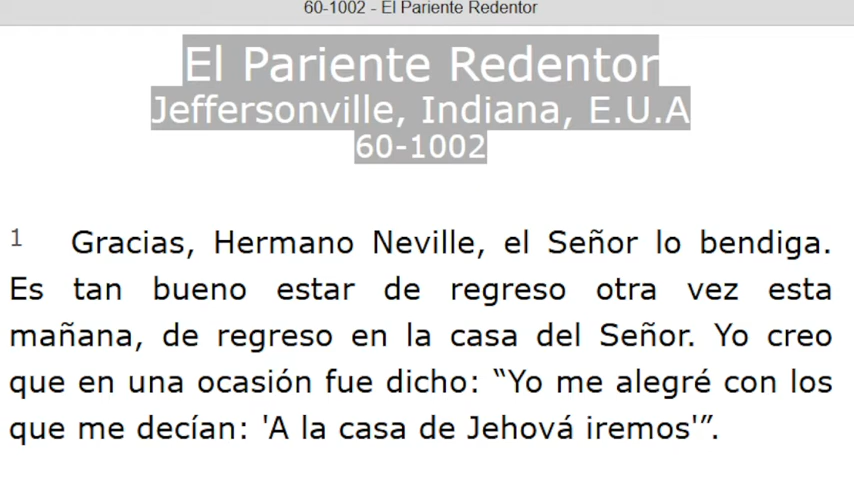 60-1002 - El Pariente Redentor
El Pariente Redentor
Jeffersonville, Indiana, E.U.A
60-1002
1 Gracias, Hermano Neville, el Señor lo bendiga.
Es tan bueno estar de regreso otra vez esta
mañana, de regreso en la casa del Señor. Yo creo
que en una ocasión fue dicho: “Yo me alegré con los
que me decían: 'A la casa de Jehová iremos'”.